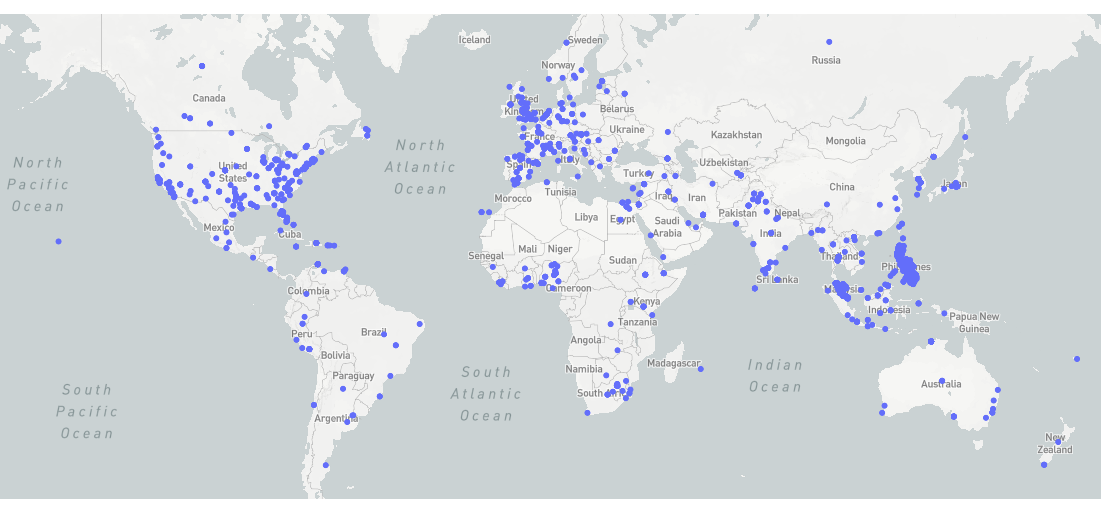 Iceland
Sweden
Norway
Russia
Canada
United
Kingdom
Belarus
Ukraine
Kazakhstan
Mongolia
France
North
Pacific
Ocean
North
Atlantic
Ocean
United
States
Spain
Italy
Turkey
Uzbekistan
China
Japan
Morocco
Tunisia
Iraq
Iran
Pakistan
Nepal
Mexico
Cuba
Libya
Egypt
Saudi
Arabia
India
Mali
Niger
Senegal
Sudan
Thailand
Philippines
Cameroon
Sri Lanka
Malaysia
Colombia
Kenya
Indonesia
Papua New
Guinea
Tanzania
Peru
Brazil
Angola
Bolivia
Madagascar
Namibia
Indian
Ocean
Paraguay
South
Atlantic
Ocean
South Africa
Australia
South
Pacific
Ocean
Argentina
New
Zealand